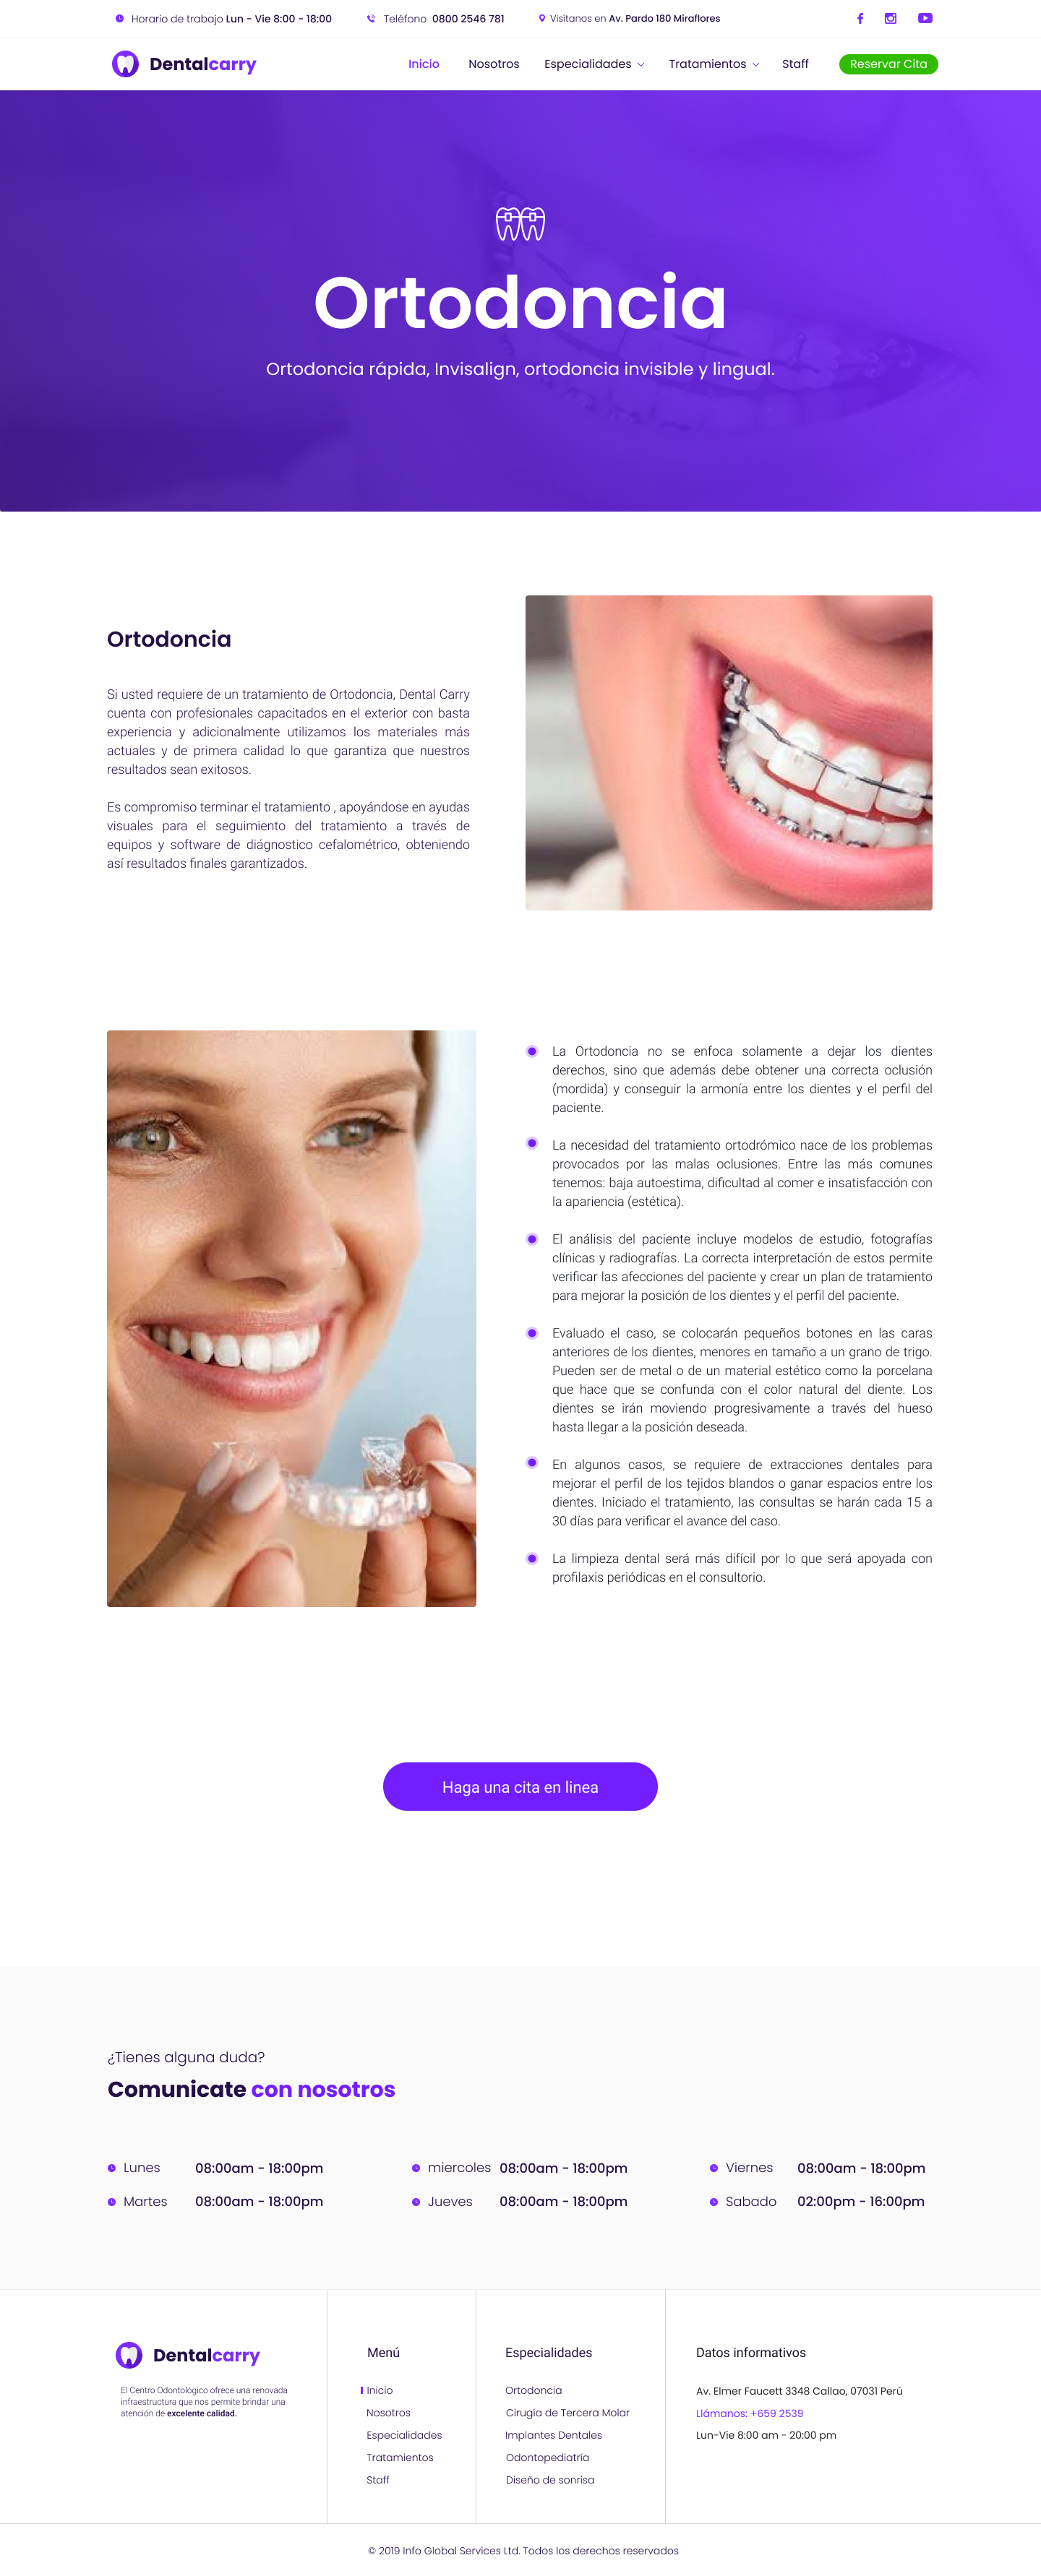 Horario de trabajo Lun - Vie 8:00 - 18:00
Teléfono 0800 2546 781
Visitanos en Av. Pardo 180 Miraflores
Dentalcarry
Inicio
Nosotros
Especialidades
Tratamientos
Staff
Reservar Cita
Ortodoncia
Ortodoncia rápida, Invisalign, ortodoncia invisible y lingual.
Ortodoncia
Si usted requiere de un tratamiento de Ortodoncia, Dental Carry
cuenta con profesionales capacitados en el exterior con basta
experiencia y adicionalmente utilizamos los materiales más
actuales y de primera calidad lo que garantiza que nuestros
resultados sean exitosos.
Es compromiso terminar el tratamiento , apoyándose en ayudas
visuales para el seguimiento del tratamiento a través de
equipos y software de diágnostico cefalométrico, obteniendo
así resultados finales garantizados.
La Ortodoncia no se enfoca solamente a dejar los dientes
derechos, sino que además debe obtener una correcta oclusión
(mordida) y conseguir la armonía entre los dientes y el perfil del
paciente.
La necesidad del tratamiento ortodrómico nace de los problemas
provocados por las malas oclusiones. Entre las más comunes
tenemos: baja autoestima, dificultad al comer e insatisfacción con
la apariencia (estética).
El análisis del paciente incluye modelos de estudio, fotografías
clínicas y radiografías. La correcta interpretación de estos permite
verificar las afecciones del paciente y crear un plan de tratamiento
para mejorar la posición de los dientes y el perfil del paciente.
Evaluado el caso, se colocarán pequeños botones en las caras
anteriores de los dientes, menores en tamaño a un grano de trigo.
Pueden ser de metal o de un material estético como la porcelana
que hace que se confunda con el color natural del diente. Los
dientes se irán moviendo progresivamente a través del hueso
hasta llegar a la posición deseada.
En algunos casos, se requiere de extracciones dentales para
mejorar el perfil de los tejidos blandos o ganar espacios entre los
dientes. Iniciado el tratamiento, las consultas se harán cada 15 a
30 días para verificar el avance del caso.
La limpieza dental será más difícil por lo que será apoyada con
profilaxis periódicas en el consultorio.
Haga una cita en linea
¿Tienes alguna duda?
Comunicate con nosotros
Lunes 08:00am - 18:00pm
miercoles 08:00am - 18:00pm
Viernes 08:00am - 18:00pm
Martes 08:00am - 18:00pm
Jueves 08:00am - 18:00pm
Sabado 02:00pm - 16:00pm
Dentalcarry
El Centro Odontológico ofrece una renovada
infraestructura que nos permite brindar una
atención de excelente calidad.
Menú
Inicio
Nosotros
Especialidades
Tratamientos
Staff
Especialidades
Ortodoncia
Cirugía de Tercera Molar
Implantes Dentales
Odontopediatría
Diseño de sonrisa
Datos informativos
Av. Elmer Faucett 3348 Callao, 07031 Perú
Llámanos: +659 2539
Lun-Vie 8:00 am - 20:00 pm
© 2019 Info Global Services Ltd. Todos los derechos reservados